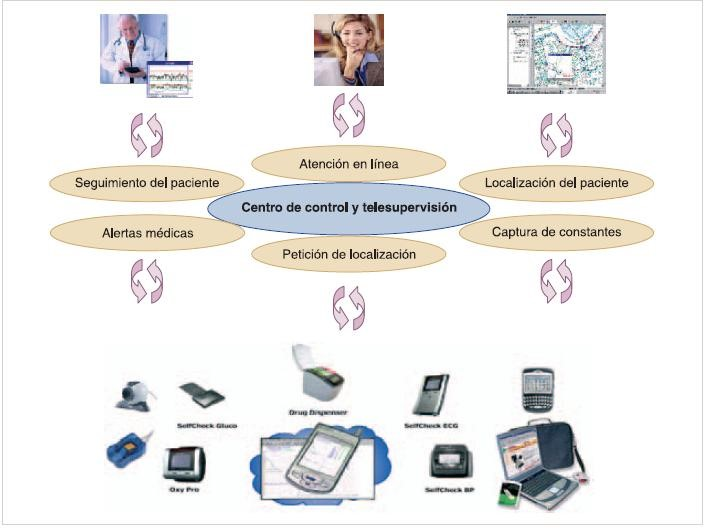 Atención en línea
Seguimiento del paciente
Localización del paciente
Centro de control y telesupervisión
Alertas médicas
Captura de constantes
Petición de localización
Drug Dispenser
SelfCheck Gluco
SelfCheck ECG
Oxy Pro
SelfCheck BP